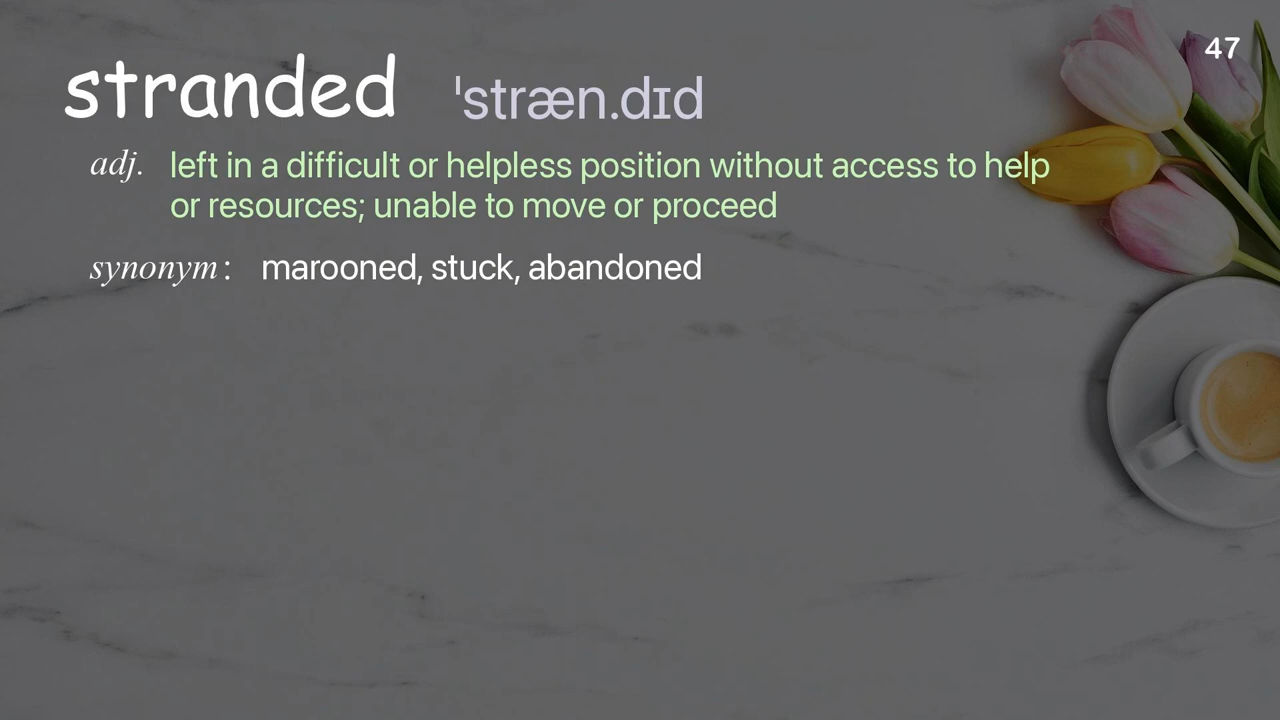 47
stranded ˈstræn.dɪd
adj. left in a difficult or helpless position without access to help
or resources; unable to move or proceed
synonym: marooned, stuck, abandoned